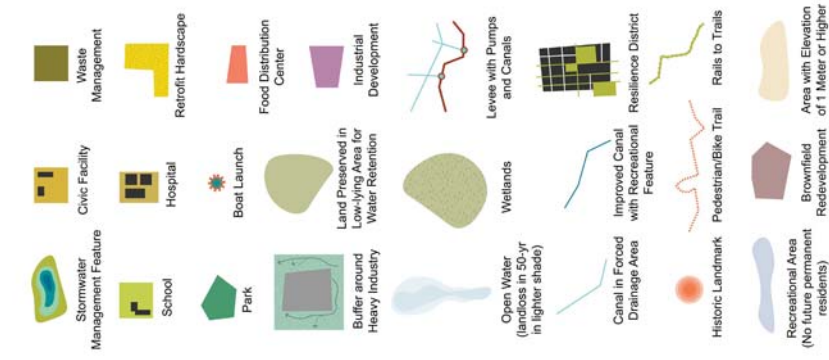 Stormwater
Management Feature
Civic Facility
Waste
Management
School
Hospital
Retrofit Hardscape
Park
Boat Launch
Food Distribution
Center
Buffer around
Heavy Industry
Land Preserved in
Low-lying Area for
Water Retention
Industrial
Development
Open Water
(landloss in 50-yr
in lighter shade)
Wetlands
Levee with Pumps
and Canals
Canal in Forced
Drainage Area
Improved Canal
with Recreational
Feature
Resilience District
Historic Landmark
Pedestrian/Bike Trail
Rails to Trails
Recreational Area
(No future permanent
residents)
Brownfield
Redevelopment
Area with Elevation
of 1 Meter or Higher